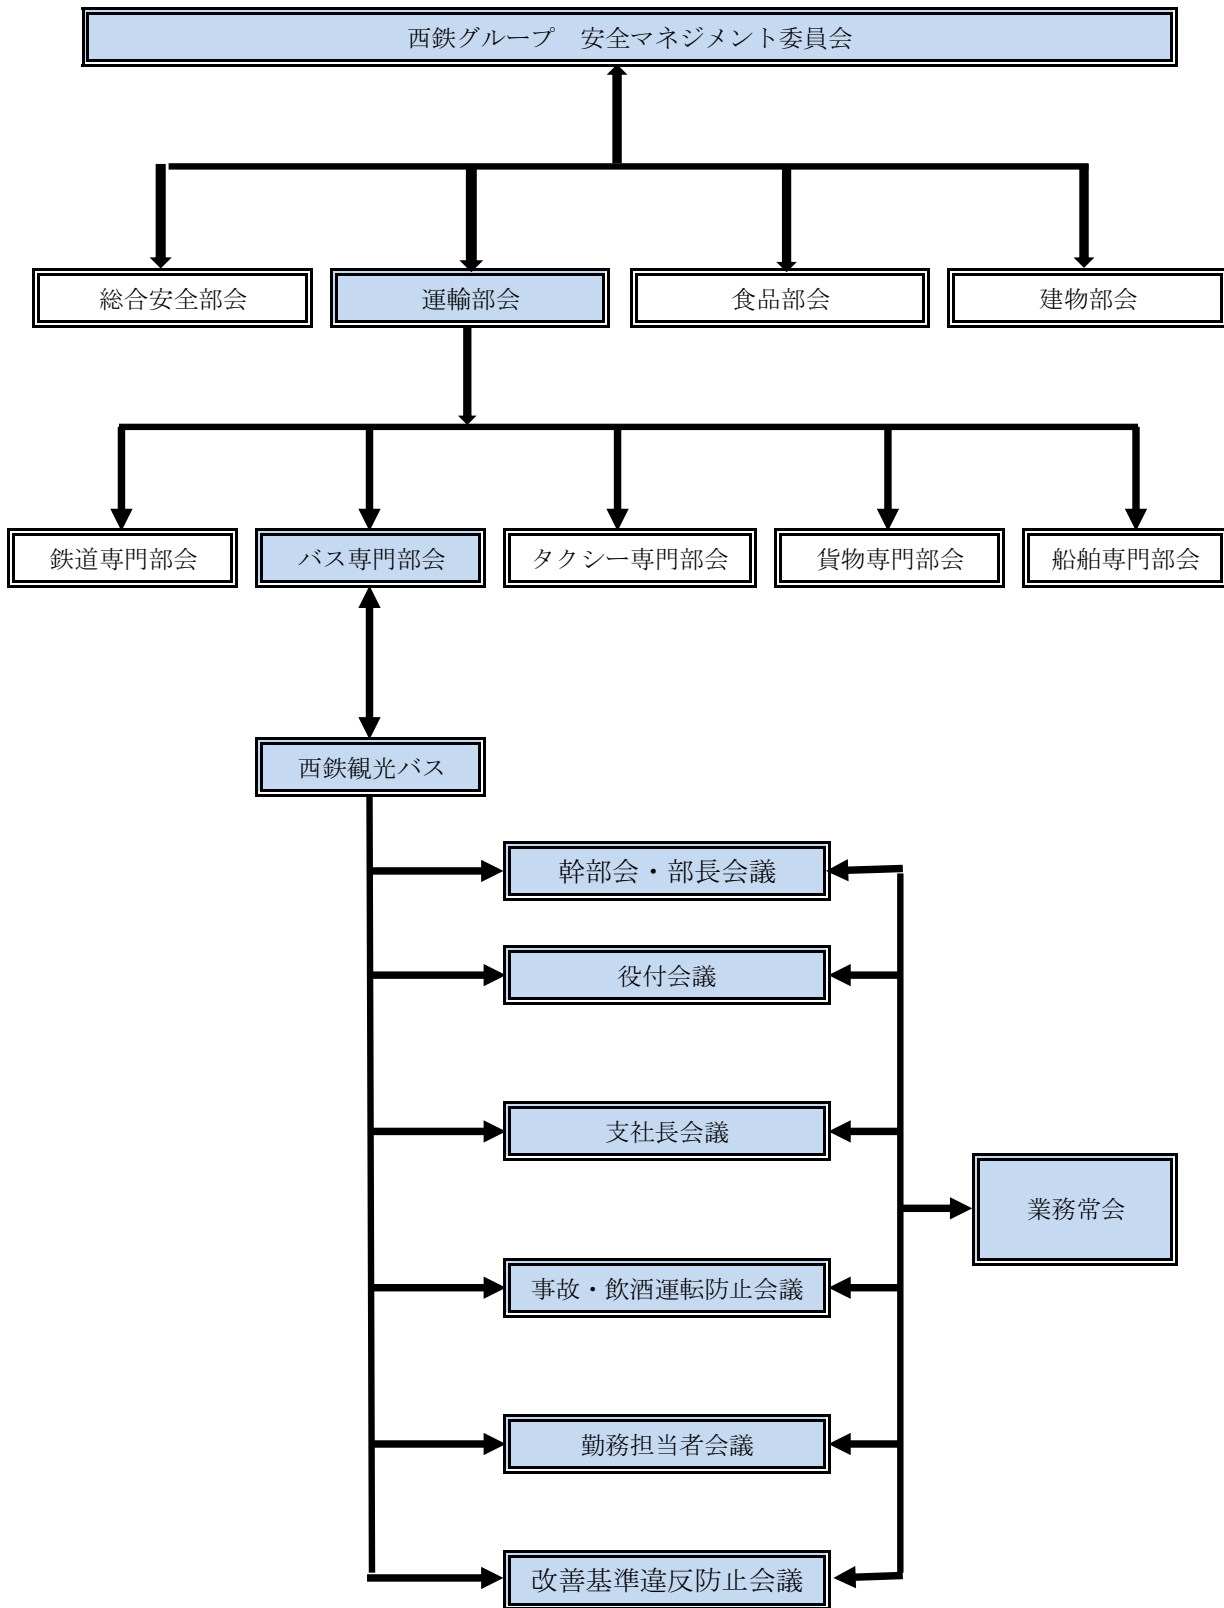 西鉄グループ　安全マネジメント委員会
総合安全部会
運輸部会
食品部会
建物部会
鉄道専門部会
バス専門部会
タクシー専門部会
貨物専門部会
船舶専門部会
西鉄観光バス
幹部会・部長会議
役付会議
支社長会議
業務常会
事故・飲酒運転防止会議
勤務担当者会議
改善基準違反防止会議